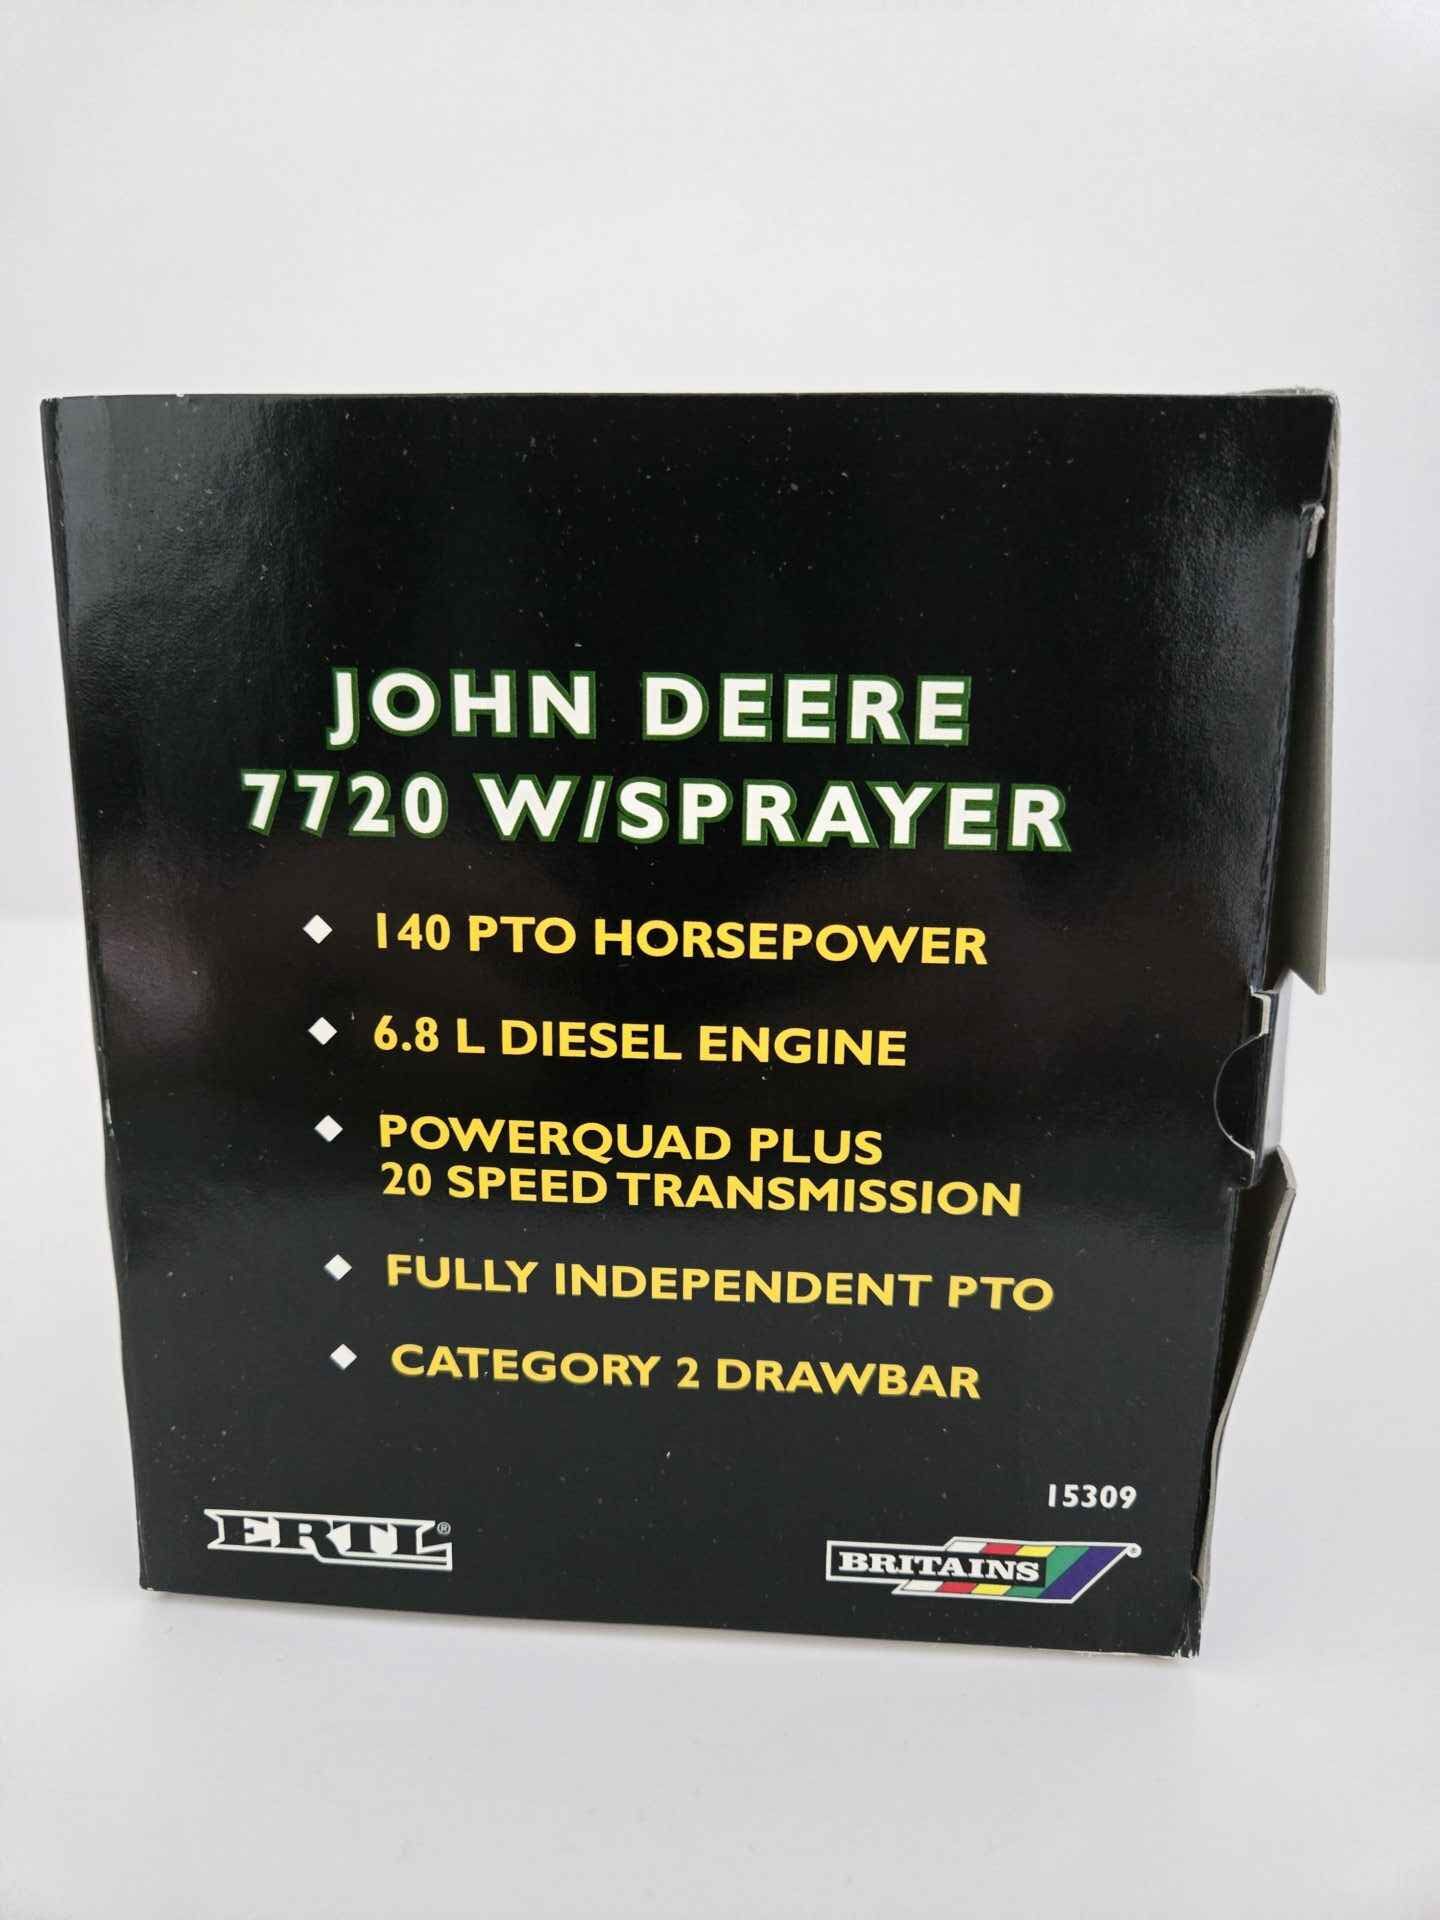 JOHN DEERE
7720 W/SPRAYER
140 PTO HORSEPOWER
6.8 L DIESEL ENGINE
POWERQUAD PLUS
20 SPEED TRANSMISSION
FULLY INDEPENDENT PTO
CATEGORY 2 DRAWBAR
15309
ERTL®
BRITAINS®